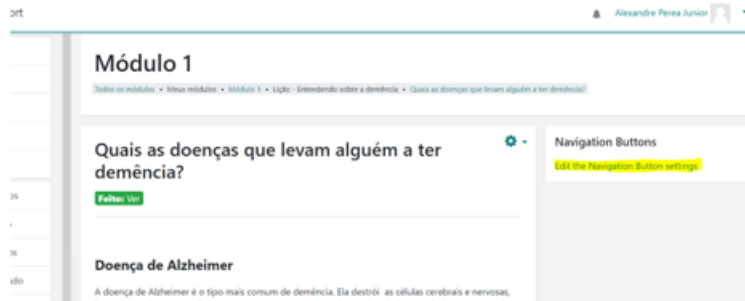 ort
Alexandre Perea Junior
Módulo 1
Todos os módulos • Meus módulos • Módulo 1 • Lição - Entendendo sobre a demência • Quais as doenças que levam alguém a ter demência?
Quais as doenças que levam alguém a ter
demência?
Feito: Ver
Navigation Buttons
Edit the Navigation Button settings
os
os
ido
Doença de Alzheimer
A doença de Alzheimer é o tipo mais comum de demência. Ela destrói as células cerebrais e nervosas,